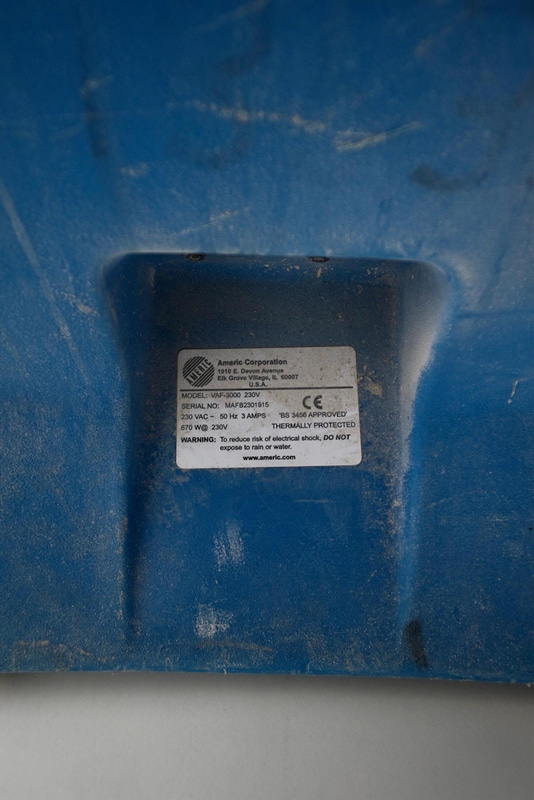 AMERIC
Americ Corporation
1910 E. Devon Avenue
Elk Grove Village, IL 60007
U.S.A.
MODEL: VAF-3000 230V
SERIAL NO: MAFB2301915
CE
230 VAC ~ 50 Hz 3 AMPS 'BS 3456 APPROVED'
670 W@ 230V THERMALLY PROTECTED
WARNING: To reduce risk of electrical shock, DO NOT
expose to rain or water.
www.americ.com